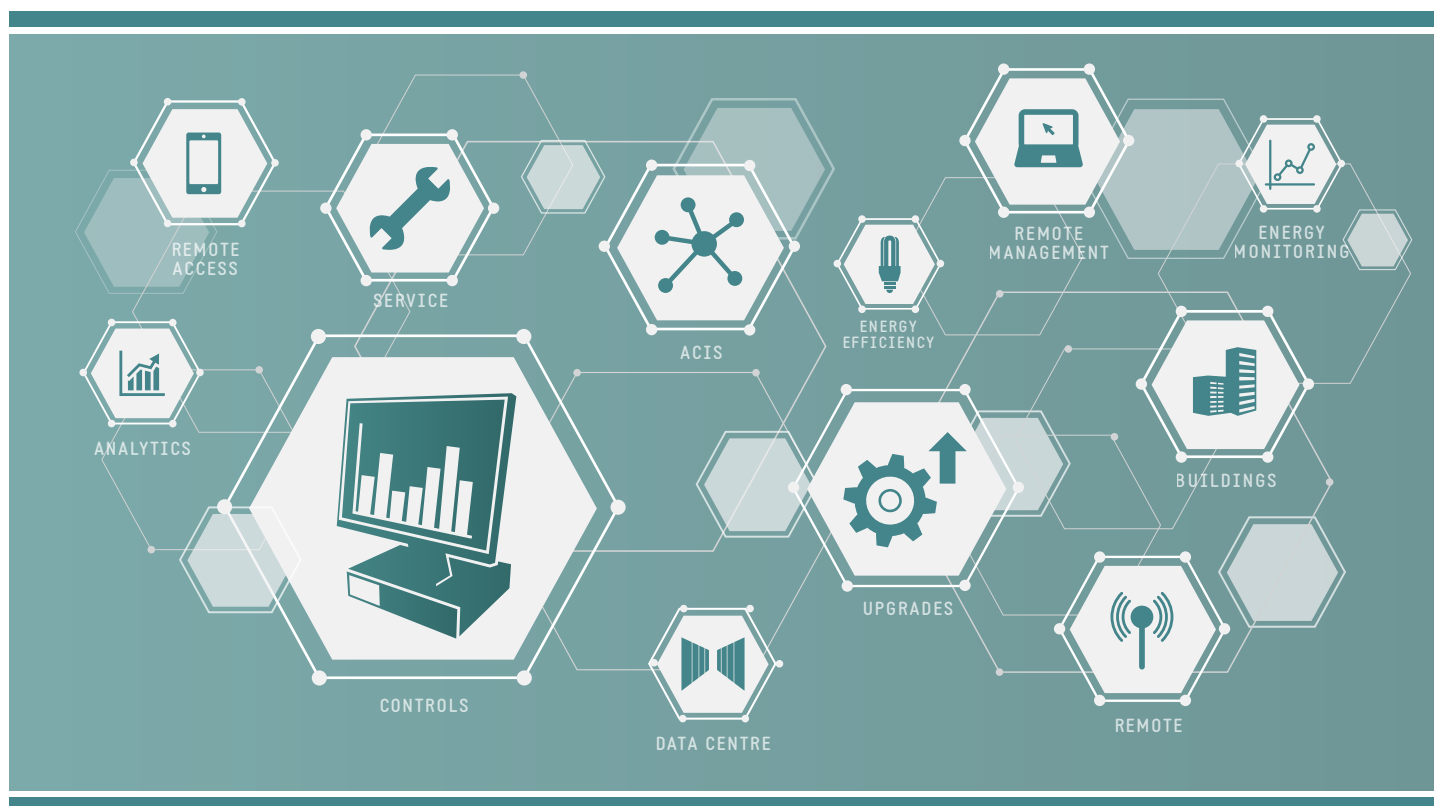 REMOTE
ACCESS
SERVICE
ACIS
ENERGY
EFFICIENCY
REMOTE
MANAGEMENT
ENERGY
MONITORING
ANALYTICS
BUILDINGS
UPGRADES
CONTROLS
DATA CENTRE
REMOTE